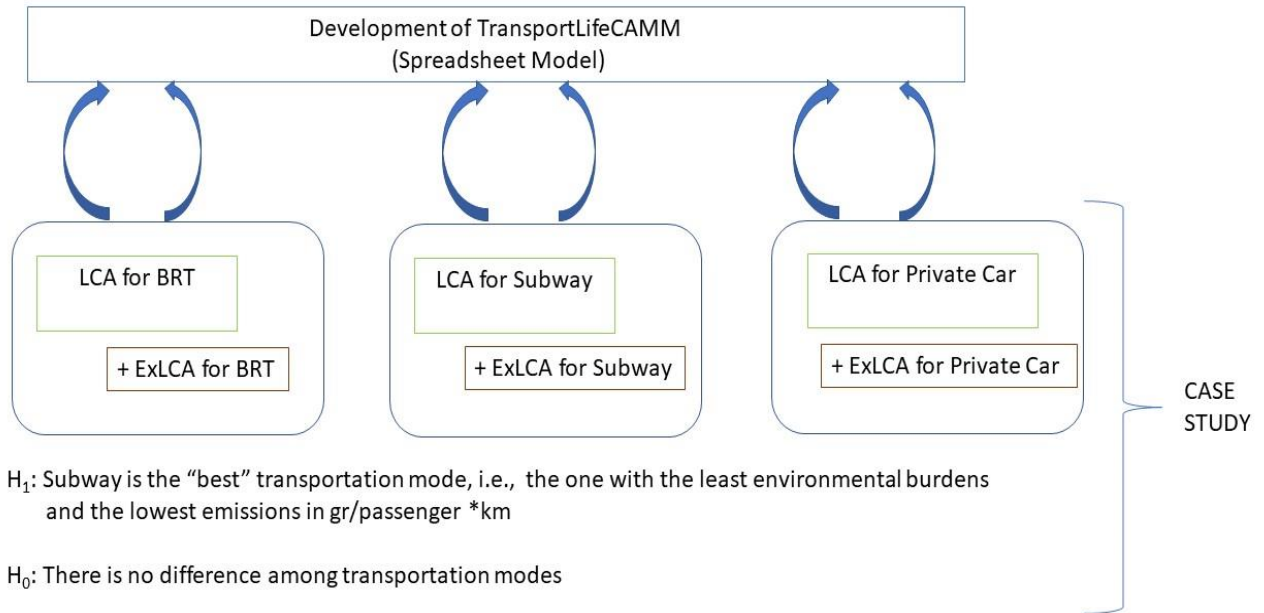 Development of TransportLifeCAMM
(Spreadsheet Model)
LCA for BRT
+ ExLCA for BRT
LCA for Subway
+ ExLCA for Subway
LCA for Private Car
+ ExLCA for Private Car
CASE
STUDY
H₁: Subway is the “best” transportation mode, i.e., the one with the least environmental burdens
and the lowest emissions in gr/passenger *km
H₀: There is no difference among transportation modes